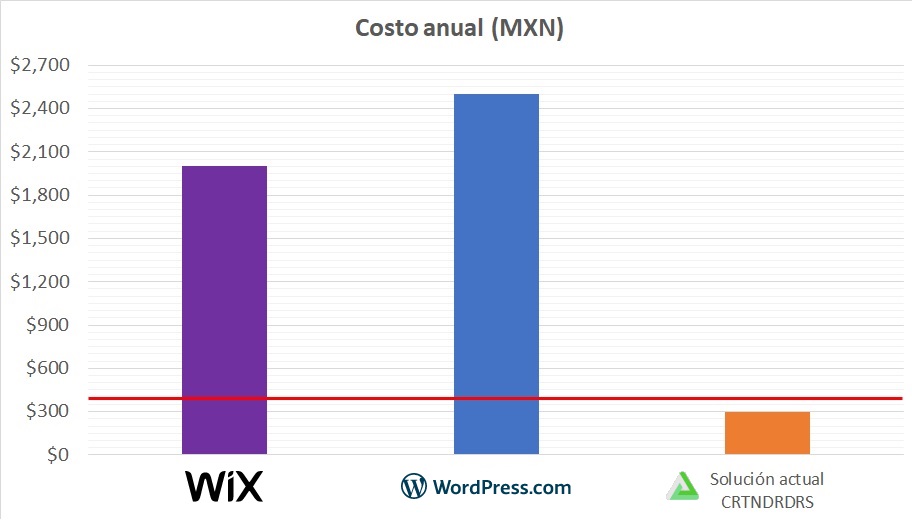 Costo anual (MXN)
$2,700
$2,400
$2,100
$1,800
$1,500
$1,200
$900
$600
$300
$0
WiX
WordPress.com
Solución actual
CRTNDRDRS